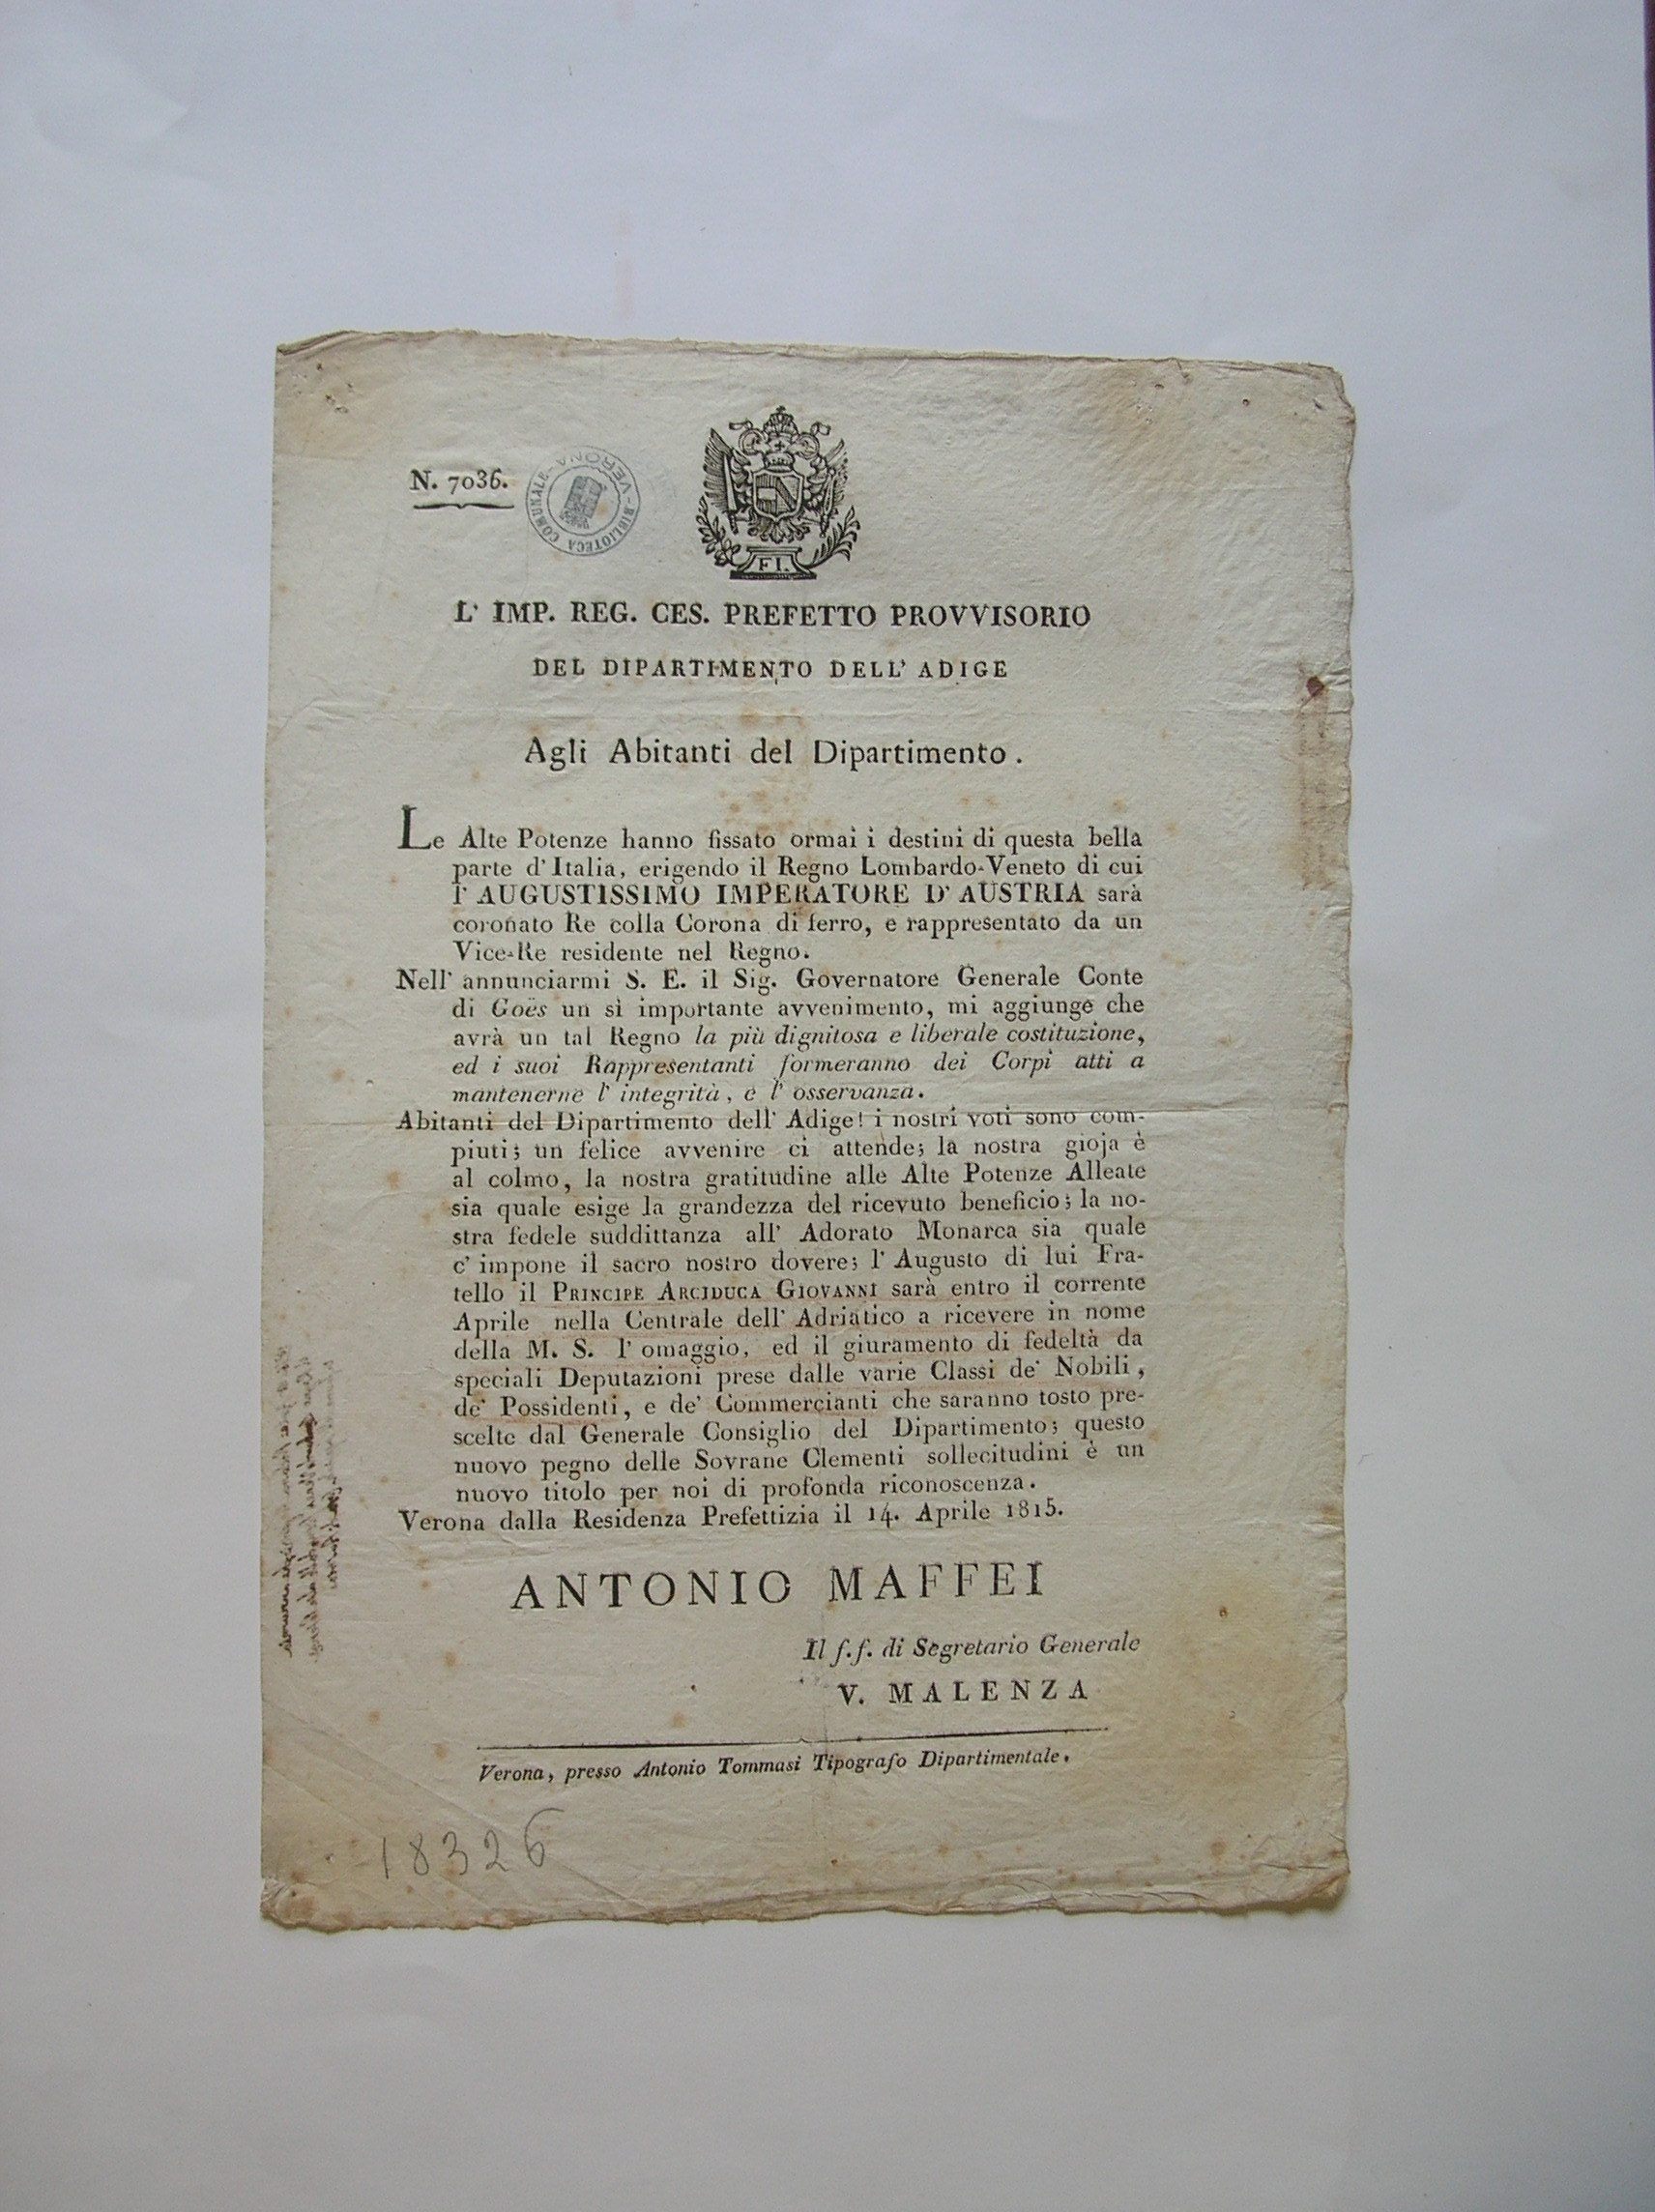 N. 7036.
BIBLIOTECA COMUNALE - VERONA
F I.
L' IMP. REG. CES. PREFETTO PROVVISORIO
DEL DIPARTIMENTO DELL' ADIGE
Agli Abitanti del Dipartimento.
Le Alte Potenze hanno fissato ormai i destini di questa bella
parte d' Italia, erigendo il Regno Lombardo-Veneto di cui
l' AUGUSTISSIMO IMPERATORE D' AUSTRIA sarà
coronato Re colla Corona di ferro, e rappresentato da un
Vice-Re residente nel Regno.
Nell' annunciarmi S. E. il Sig. Governatore Generale Conte
di Goës un sì importante avvenimento, mi aggiunge che
avrà un tal Regno la più dignitosa e liberale costituzione,
ed i suoi Rappresentanti formeranno dei Corpi atti a
mantenerne l' integrità, e l' osservanza.
Abitanti del Dipartimento dell' Adige! i nostri voti sono com-
piuti; un felice avvenire ci attende; la nostra gioja è
al colmo, la nostra gratitudine alle Alte Potenze Alleate
sia quale esige la grandezza del ricevuto beneficio; la no-
stra fedele suddittanza all' Adorato Monarca sia quale
c' impone il sacro nostro dovere; l' Augusto di lui Fra-
tello il PRINCIPE ARCIDUCA GIOVANNI sarà entro il corrente
Aprile nella Centrale dell' Adriatico a ricevere in nome
della M. S. l' omaggio, ed il giuramento di fedeltà da
speciali Deputazioni prese dalle varie Classi de' Nobili,
de' Possidenti, e de' Commercianti che saranno tosto pre-
scelte dal Generale Consiglio del Dipartimento; questo
nuovo pegno delle Sovrane Clementi sollecitudini è un
nuovo titolo per noi di profonda riconoscenza.
Verona dalla Residenza Prefettizia il 14. Aprile 1815.
ANTONIO MAFFEI
Il f.f. di Segretario Generale
V. MALENZA
Verona, presso Antonio Tommasi Tipografo Dipartimentale.
18326